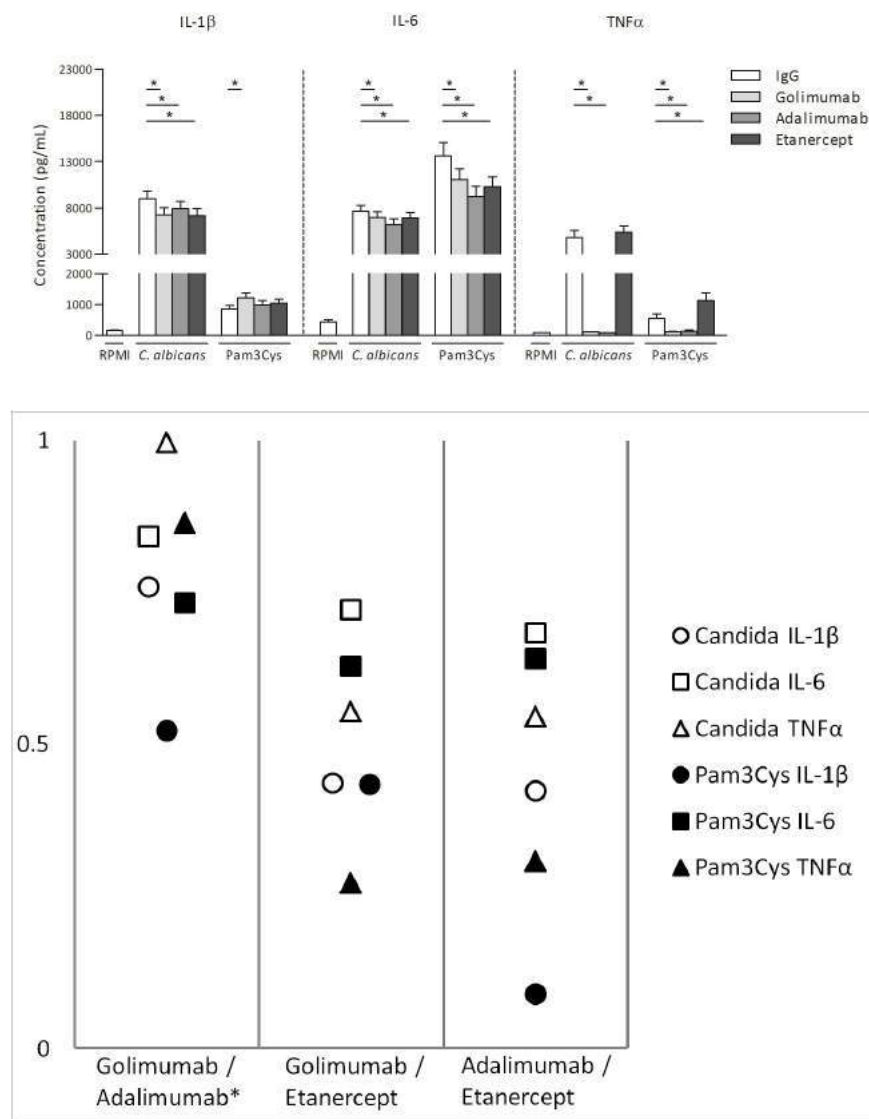 IL-1β IL-6 TNFα
IgG
Golimumab
Adalimumab
Etanercept
Concentration (pg/mL)
23000
18000
13000
8000
3000
2000
1000
0
* * * *
* * * * * * *
* * * * *
RPMI C. albicans Pam3Cys RPMI C. albicans Pam3Cys RPMI C. albicans Pam3Cys
1
0.5
0
Candida IL-1β
Candida IL-6
Candida TNFα
Pam3Cys IL-1β
Pam3Cys IL-6
Pam3Cys TNFα
Golimumab / Golimumab / Adalimumab /
Adalimumab* Etanercept Etanercept